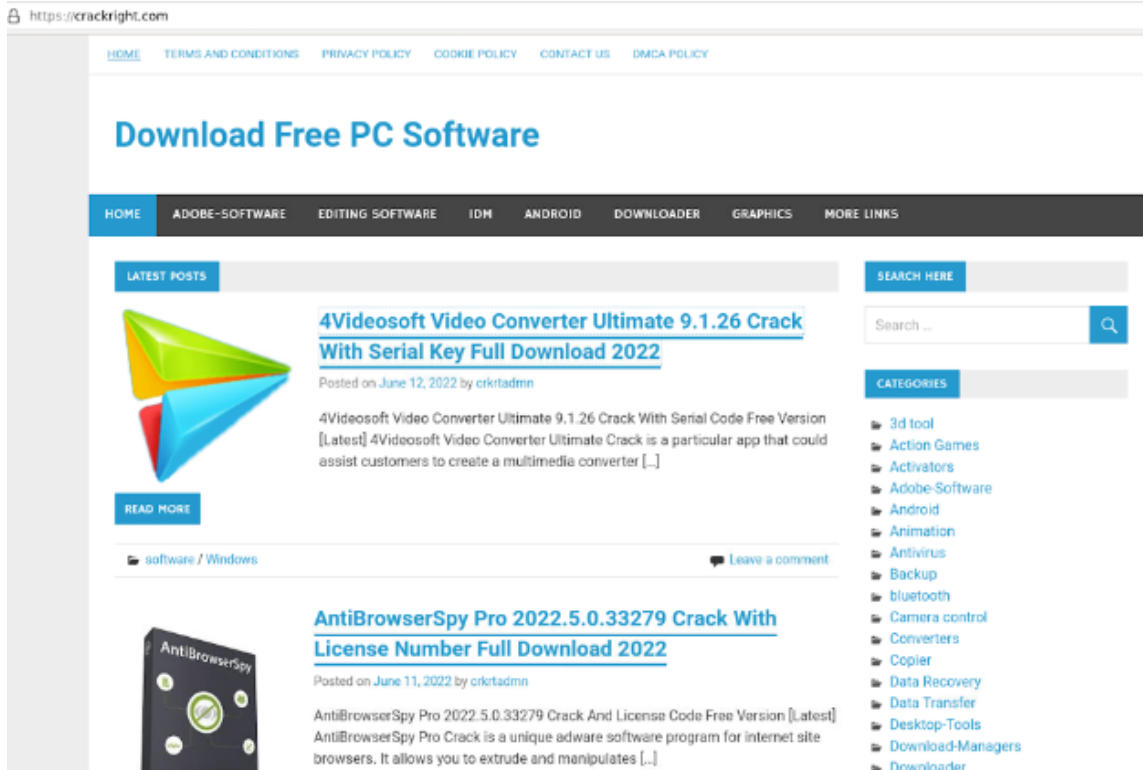 https://crackright.com
HOME TERMS AND CONDITIONS PRIVACY POLICY COOKIE POLICY CONTACT US DMCA POLICY
Download Free PC Software
HOME ADOBE-SOFTWARE EDITING SOFTWARE IDM ANDROID DOWNLOADER GRAPHICS MORE LINKS
LATEST POSTS
4Videosoft Video Converter Ultimate 9.1.26 Crack
With Serial Key Full Download 2022
Posted on June 12, 2022 by crkrtadmn
4Videosoft Video Converter Ultimate 9.1.26 Crack With Serial Code Free Version
[Latest] 4Videosoft Video Converter Ultimate Crack is a particular app that could
assist customers to create a multimedia converter [...]
READ MORE
software / Windows
Leave a comment
AntiBrowserSpy
AntiBrowserSpy Pro 2022.5.0.33279 Crack With
License Number Full Download 2022
Posted on June 11, 2022 by crkrtadmn
AntiBrowserSpy Pro 2022.5.0.33279 Crack And License Code Free Version [Latest]
AntiBrowserSpy Pro Crack is a unique adware software program for internet site
browsers. It allows you to extrude and manipulates [...]
SEARCH HERE
Search ...
CATEGORIES
3d tool
Action Games
Activators
Adobe-Software
Android
Animation
Antivirus
Backup
bluetooth
Camera control
Converters
Copier
Data Recovery
Data Transfer
Desktop-Tools
Download-Managers
Downloader